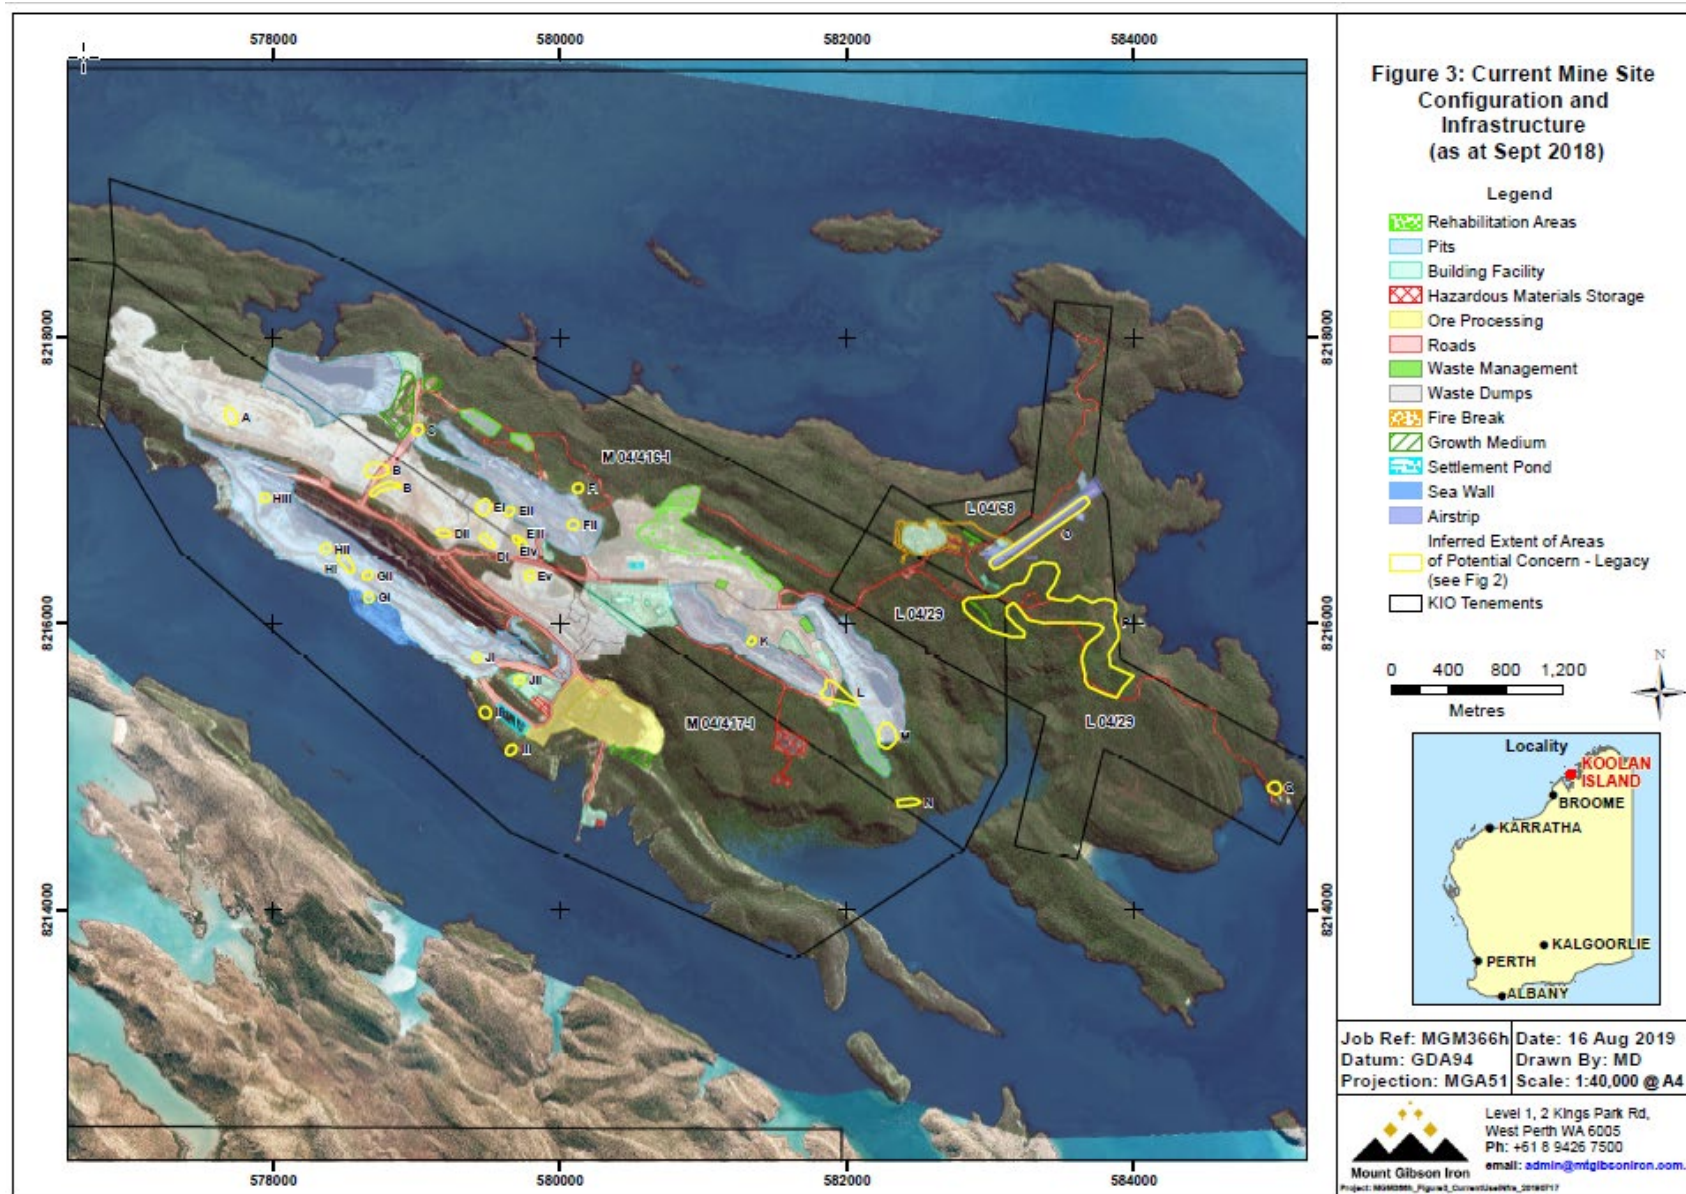 578000
580000
582000
584000
8218000
8218000
8216000
8216000
8214000
8214000
A
B
B
C
HIII
HII
HI
GII
GI
DII
DI
EI
EII
EIII
EIV
Ev
FII
M 04/416-I
L 04/68
O
L 04/29
L 04/29
K
L
M
N
JI
JII
II
M 04/417-I
578000
580000
582000
584000
Figure 3: Current Mine Site
Configuration and
Infrastructure
(as at Sept 2018)
Legend
Rehabilitation Areas
Pits
Building Facility
Hazardous Materials Storage
Ore Processing
Roads
Waste Management
Waste Dumps
Fire Break
Growth Medium
Settlement Pond
Sea Wall
Airstrip
Inferred Extent of Areas
of Potential Concern - Legacy
(see Fig 2)
KIO Tenements
N
0 400 800 1,200
Metres
Locality
KOOLAN
ISLAND
BROOME
KARRATHA
KALGOORLIE
PERTH
ALBANY
Job Ref: MGM366h
Date: 16 Aug 2019
Datum: GDA94
Drawn By: MD
Projection: MGA51
Scale: 1:40,000 @ A4
Mount Gibson Iron
Level 1, 2 Kings Park Rd,
West Perth WA 6005
Ph: +61 8 9426 7500
email: admin@mtgibsoniron.com.